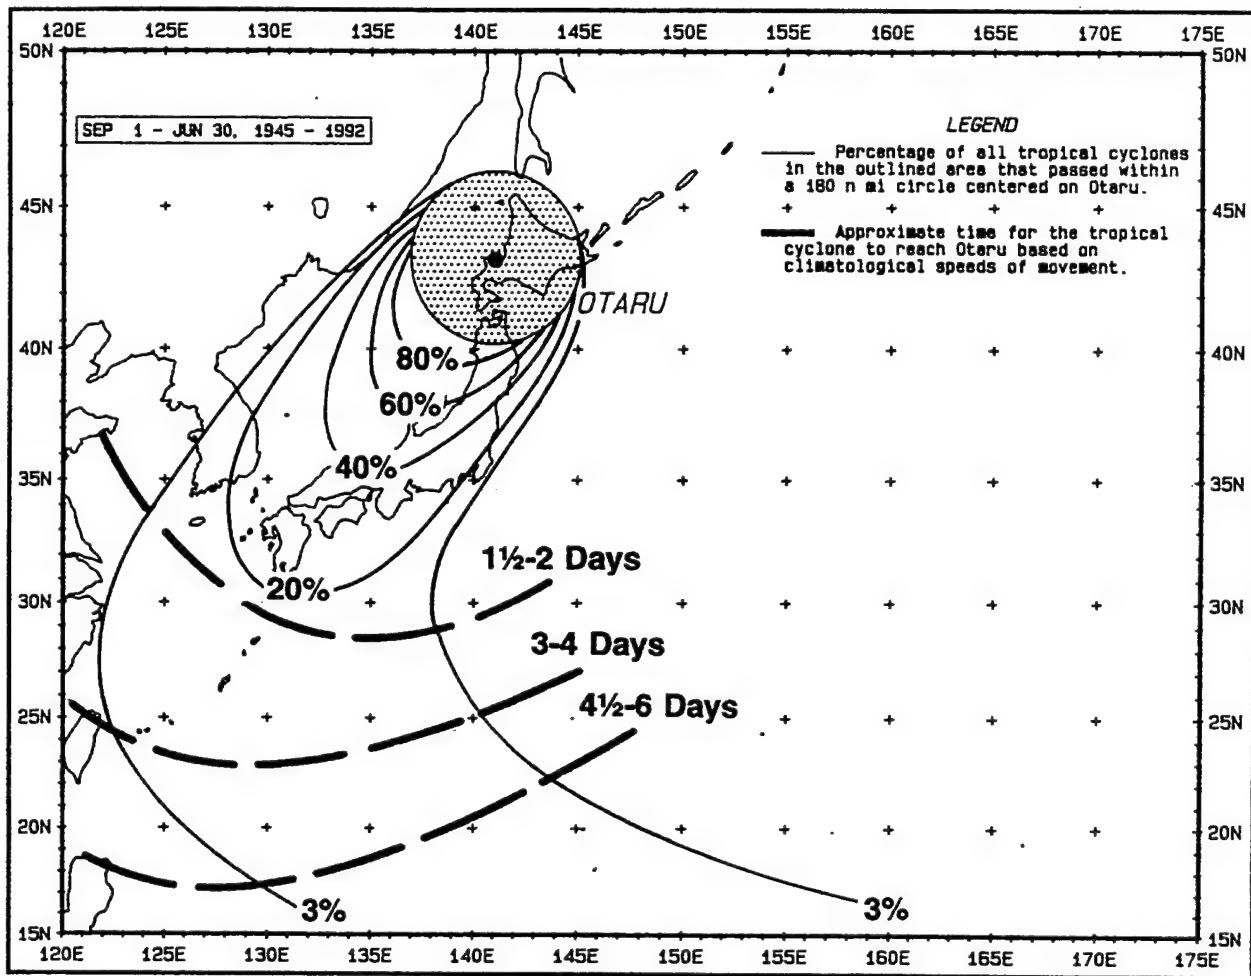 120E 125E 130E 135E 140E 145E 150E 155E 160E 165E 170E 175E
50N 50N
SEP 1 - JUN 30, 1945 - 1992
LEGEND
Percentage of all tropical cyclones
in the outlined area that passed within
a 180 n mi circle centered on Otaru.
45N 45N
Approximate time for the tropical
cyclone to reach Otaru based on
climatological speeds of movement.
OTARU
40N 40N
80%
60%
40%
35N 35N
1½-2 Days
20%
30N 30N
3-4 Days
4½-6 Days
25N 25N
20N 20N
3% 3%
15N 15N
120E 125E 130E 135E 140E 145E 150E 155E 160E 165E 170E 175E